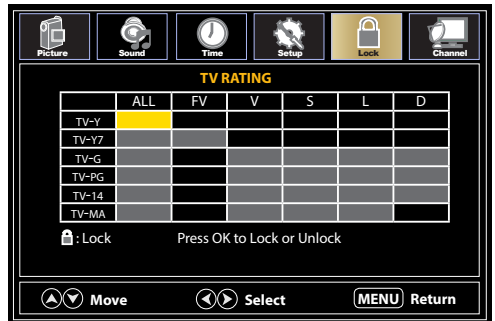 Picture Sound Time Setup Lock Channel
TV RATING
ALL FV V S L D
TV-Y
TV-Y7
TV-G
TV-PG
TV-14
TV-MA
: Lock Press OK to Lock or Unlock
Move Select MENU Return